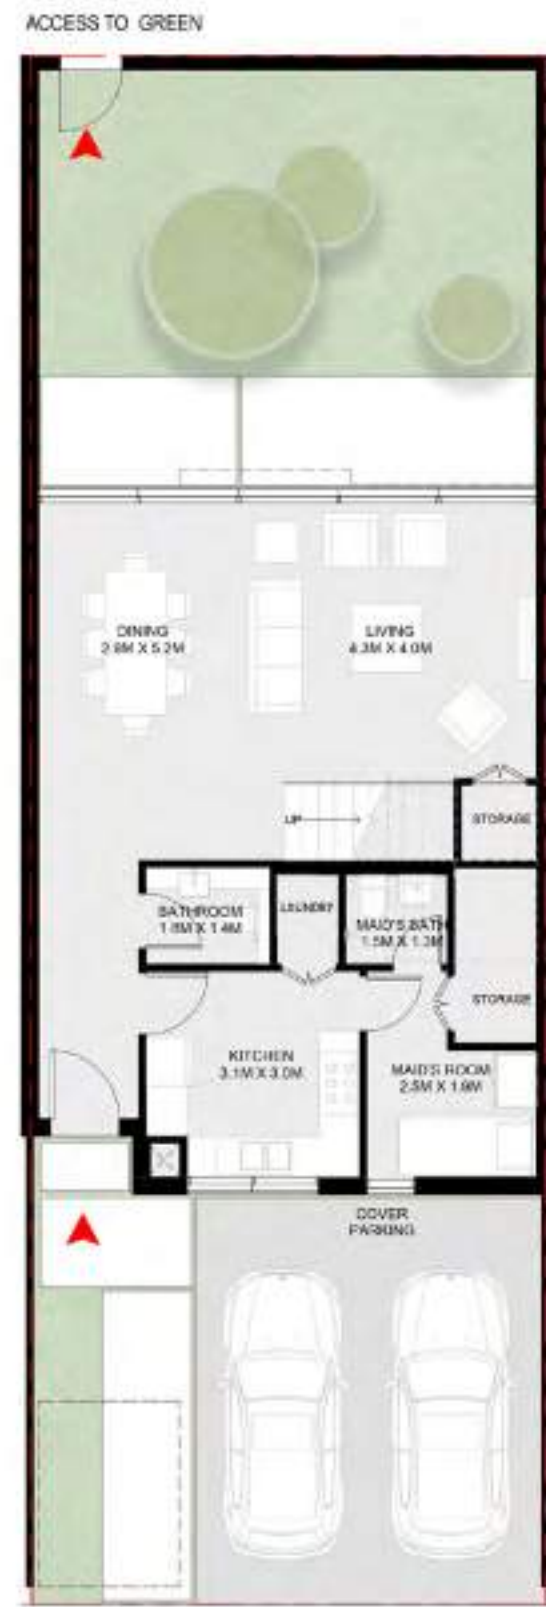 ACCESS TO GREEN
DINING
2.8M X 5.2M
LIVING
4.3M X 4.0M
UP
STORAGE
BATHROOM
1.8M X 1.4M
LAUNDRY
MAID'S BATH
1.5M X 1.3M
STORAGE
KITCHEN
3.1M X 3.0M
MAID'S ROOM
2.5M X 1.9M
COVER
PARKING